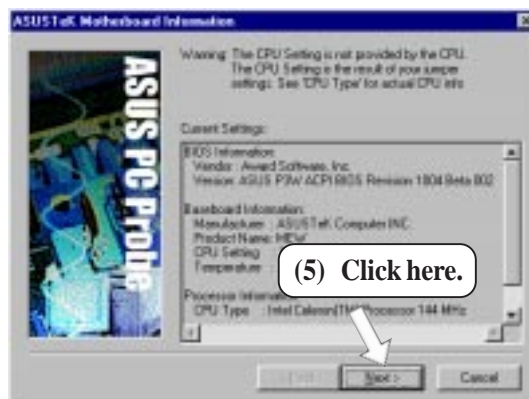 ASUSTeK Motherboard Information
ASUS PC Probe
Warning: The CPU Setting is not provided by the CPU.
The CPU Setting is the result of your jumper
settings. See 'CPU Type' for actual CPU info
Current Settings:
BIOS Information
Vendor : Award Software, Inc.
Version: ASUS P3W ACPI BIOS Revision 1004 Beta 002
Baseboard Information
Manufacturer : ASUSTeK Computer INC.
Product Name: MEW
CPU Setting
Temperature :
(5) Click here.
Processor Information
CPU Type : Intel Celeron(TM) Processor 144 MHz
Next >
Cancel